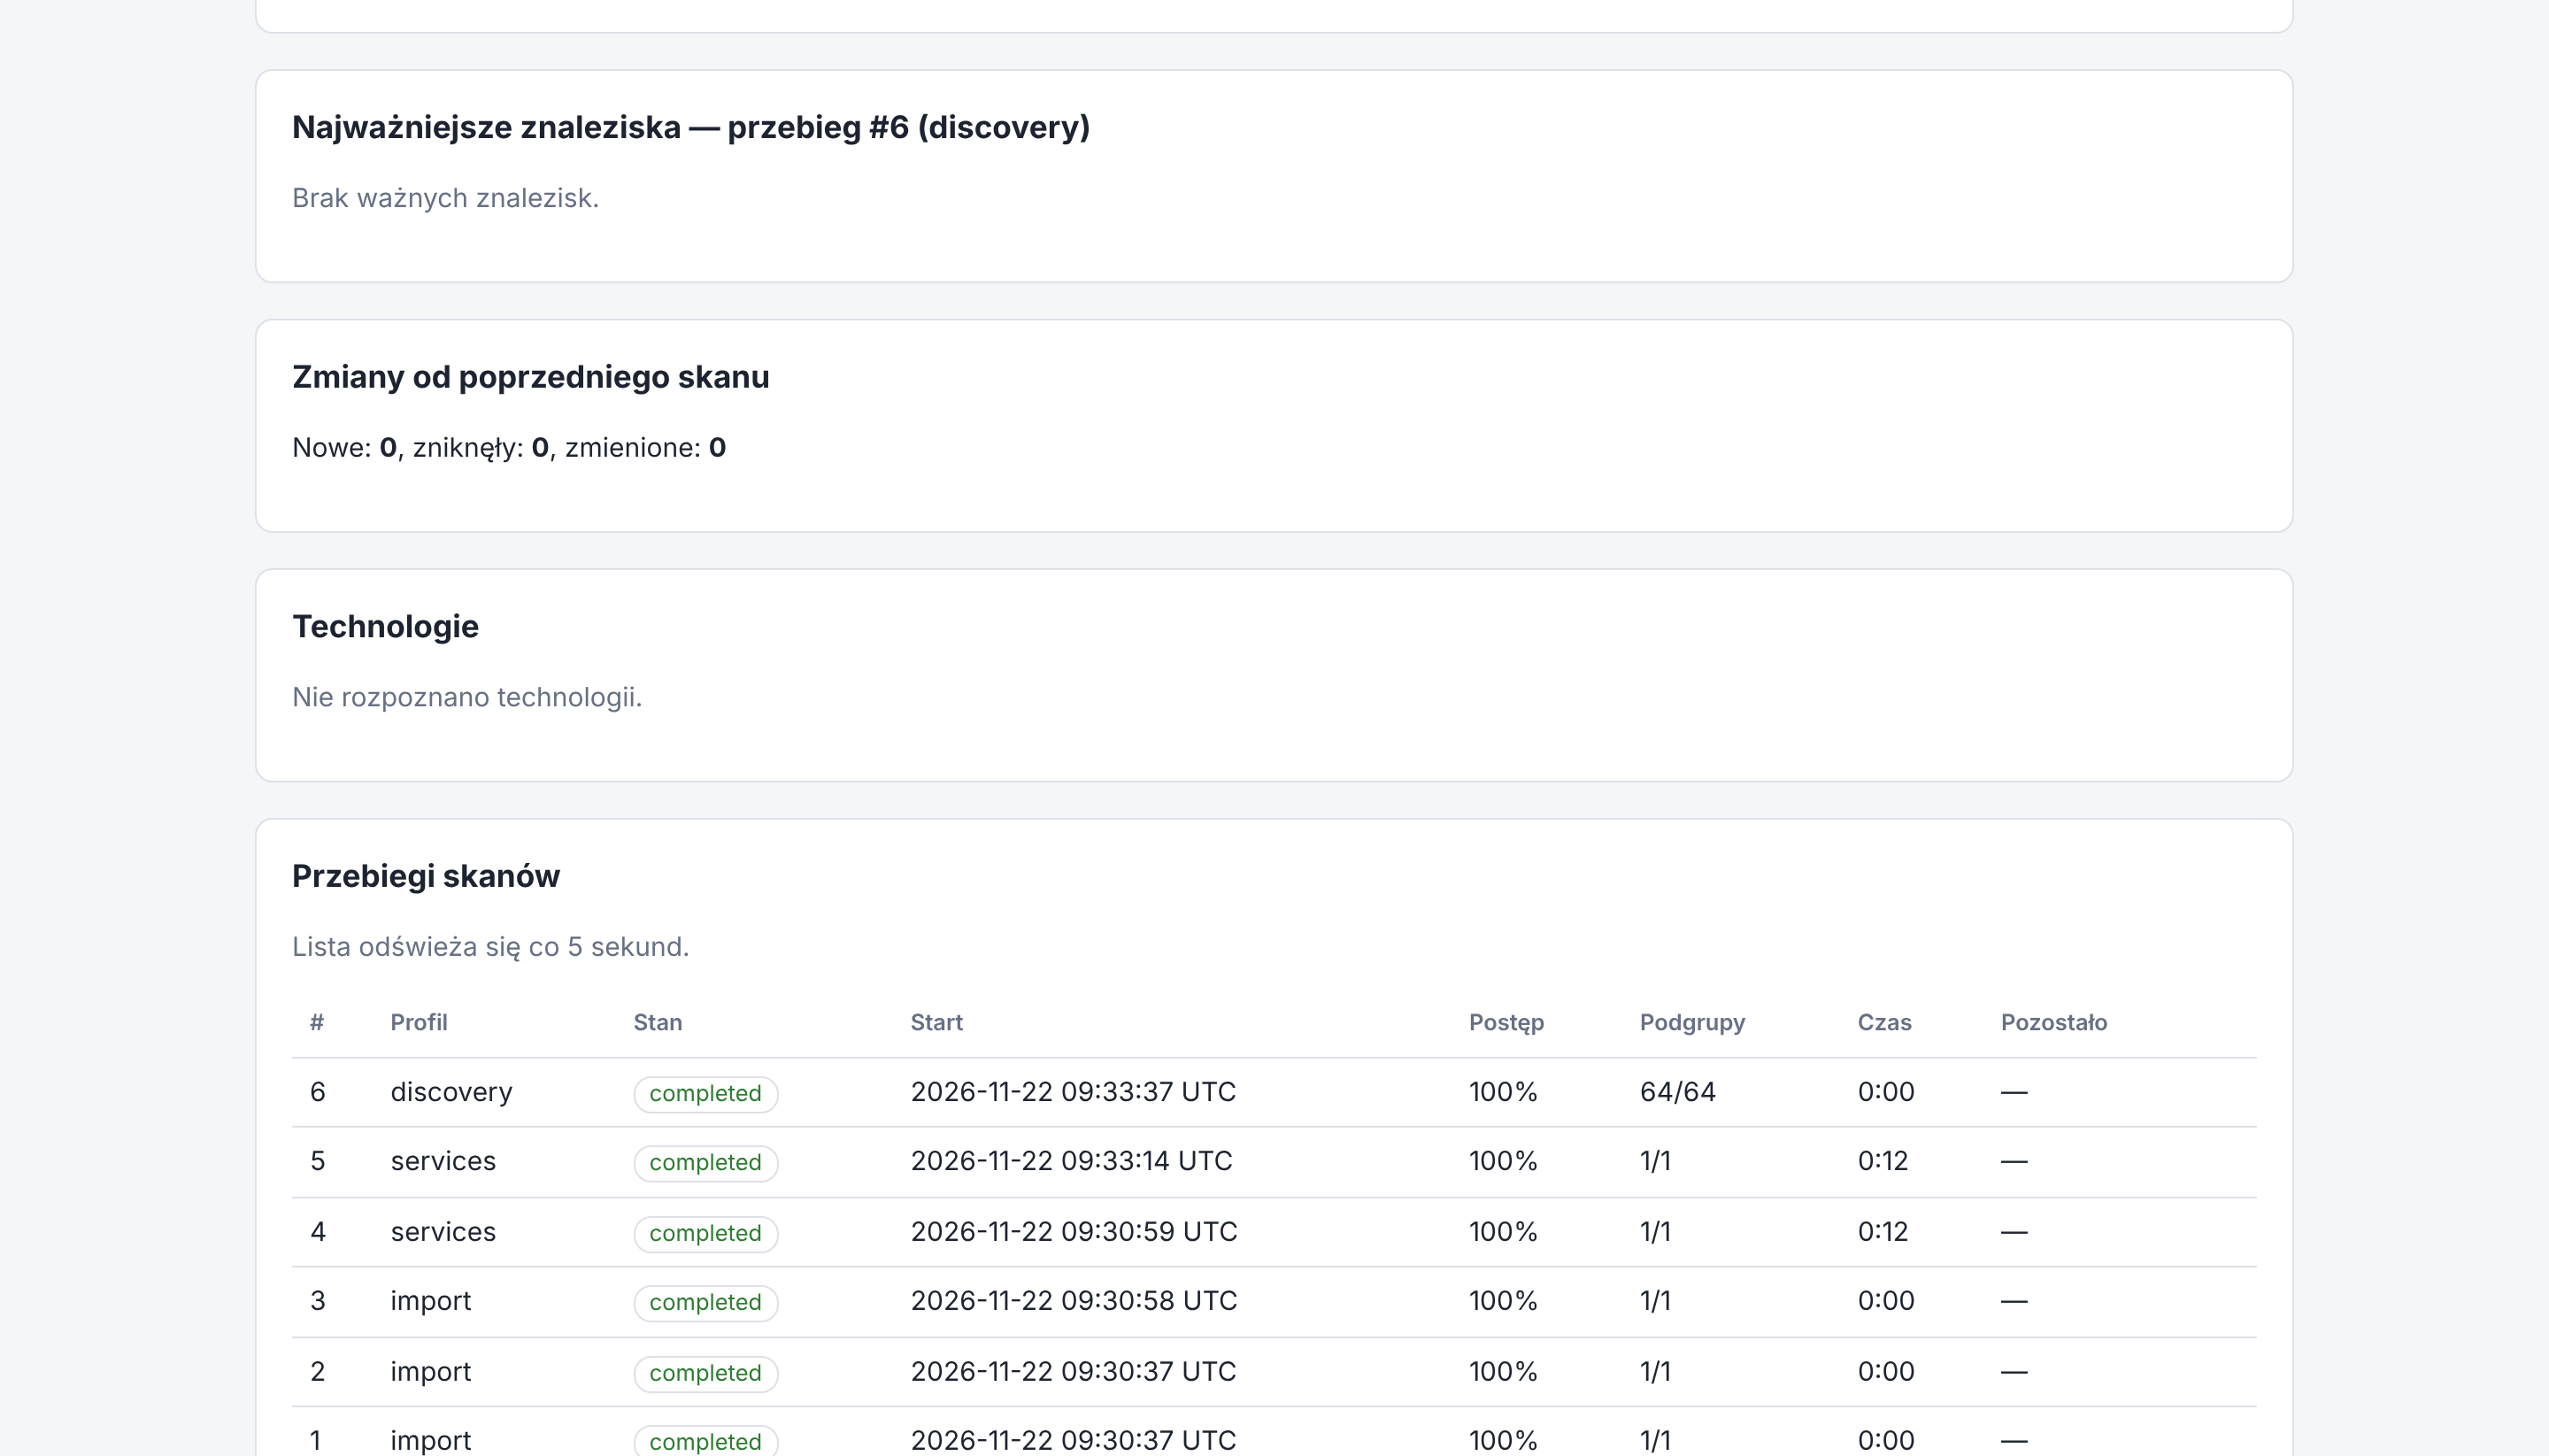 Najważniejsze znaleziska — przebieg #6 (discovery)
Brak ważnych znalezisk.
Zmiany od poprzedniego skanu
Nowe: 0, zniknęły: 0, zmienione: 0
Technologie
Nie rozpoznano technologii.
Przebiegi skanów
Lista odświeża się co 5 sekund.
# Profil Stan Start Postęp Podgrupy Czas Pozostało
6 discovery completed 2026-11-22 09:33:37 UTC 100% 64/64 0:00 —
5 services completed 2026-11-22 09:33:14 UTC 100% 1/1 0:12 —
4 services completed 2026-11-22 09:30:59 UTC 100% 1/1 0:12 —
3 import completed 2026-11-22 09:30:58 UTC 100% 1/1 0:00 —
2 import completed 2026-11-22 09:30:37 UTC 100% 1/1 0:00 —
1 import completed 2026-11-22 09:30:37 UTC 100% 1/1 0:00 —